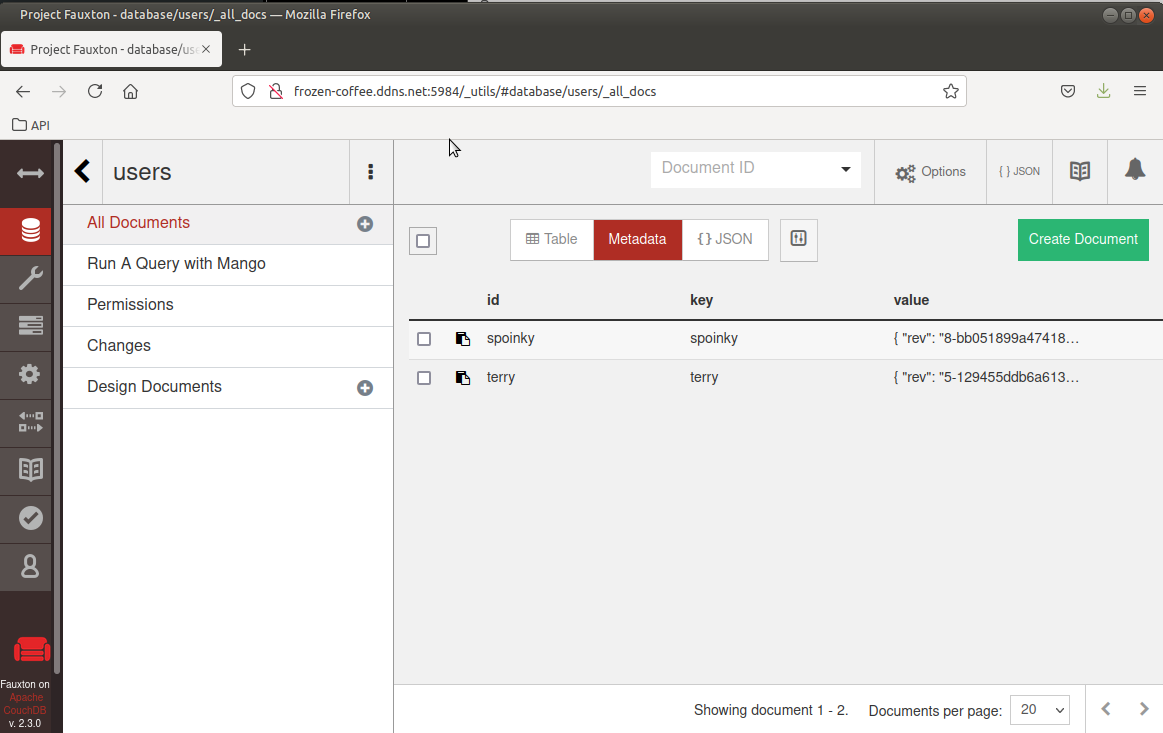 Project Fauxton - database/users/_all_docs — Mozilla Firefox
Project Fauxton - database/use
frozen-coffee.ddns.net:5984/_utils/#database/users/_all_docs
API
users
Document ID
Options
{ } JSON
All Documents
Run A Query with Mango
Permissions
Changes
Design Documents
Table
Metadata
{ } JSON
Create Document
id key value
spoinky spoinky { "rev": "8-bb051899a47418...
terry terry { "rev": "5-129455ddb6a613...
Fauxton on
Apache
CouchDB
v. 2.3.0
Showing document 1 - 2. Documents per page: 20